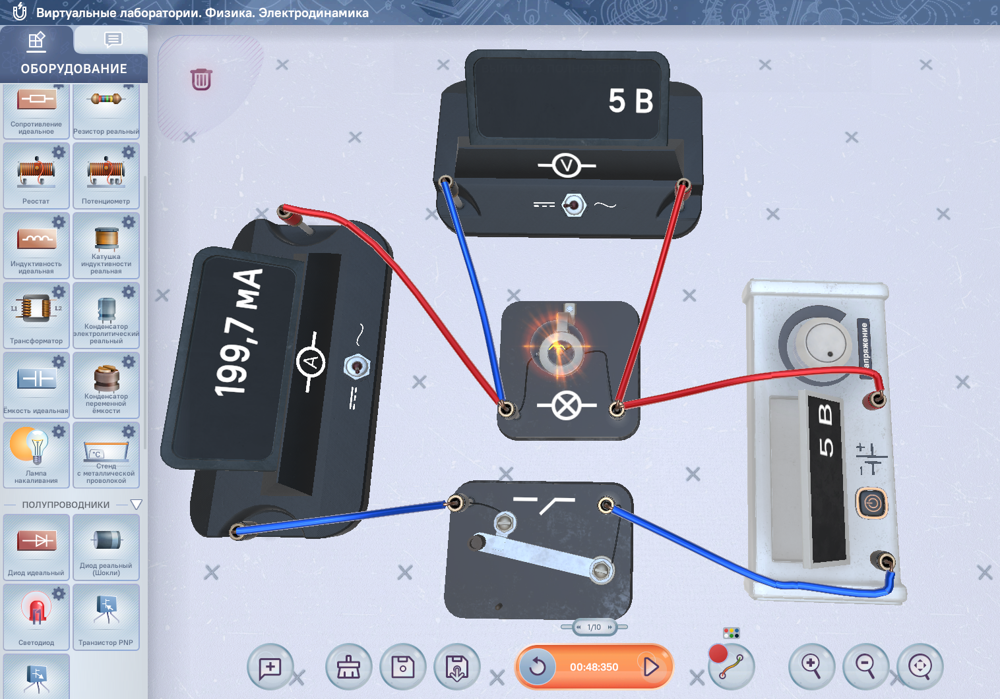 Виртуальные лаборатории. Физика. Электродинамика
ОБОРУДОВАНИЕ
Сопротивление
идеальное
Резистор реальный
Реостат
Потенциометр
Индуктивность
идеальная
Катушка
индуктивности
реальная
L1
L2
Трансформатор
Конденсатор
электролитический
реальный
Ёмкость идеальная
Конденсатор
переменной
ёмкости
Лампа
накаливания
°C
Стенд
с металлической
проволокой
ПОЛУПРОВОДНИКИ
Диод идеальный
Диод реальный
(Шокли)
Светодиод
Транзистор PNP
5 В
V
199,7 мА
A
апряжение
5 В
1/10
00:48:350